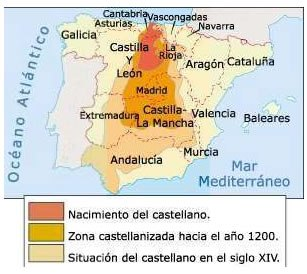 Cantabria
Vascongadas
Asturias
Navarra
Galicia
Castilla
Y
León
La
Rioja
Aragón
Cataluña
Océano Atlántico
Madrid
Extremadura
Castilla-
La Mancha
Valencia
Baleares
Andalucía
Murcia
Mar
Mediterráneo
Nacimiento del castellano.
Zona castellanizada hacia el año 1200.
Situación del castellano en el siglo XIV.